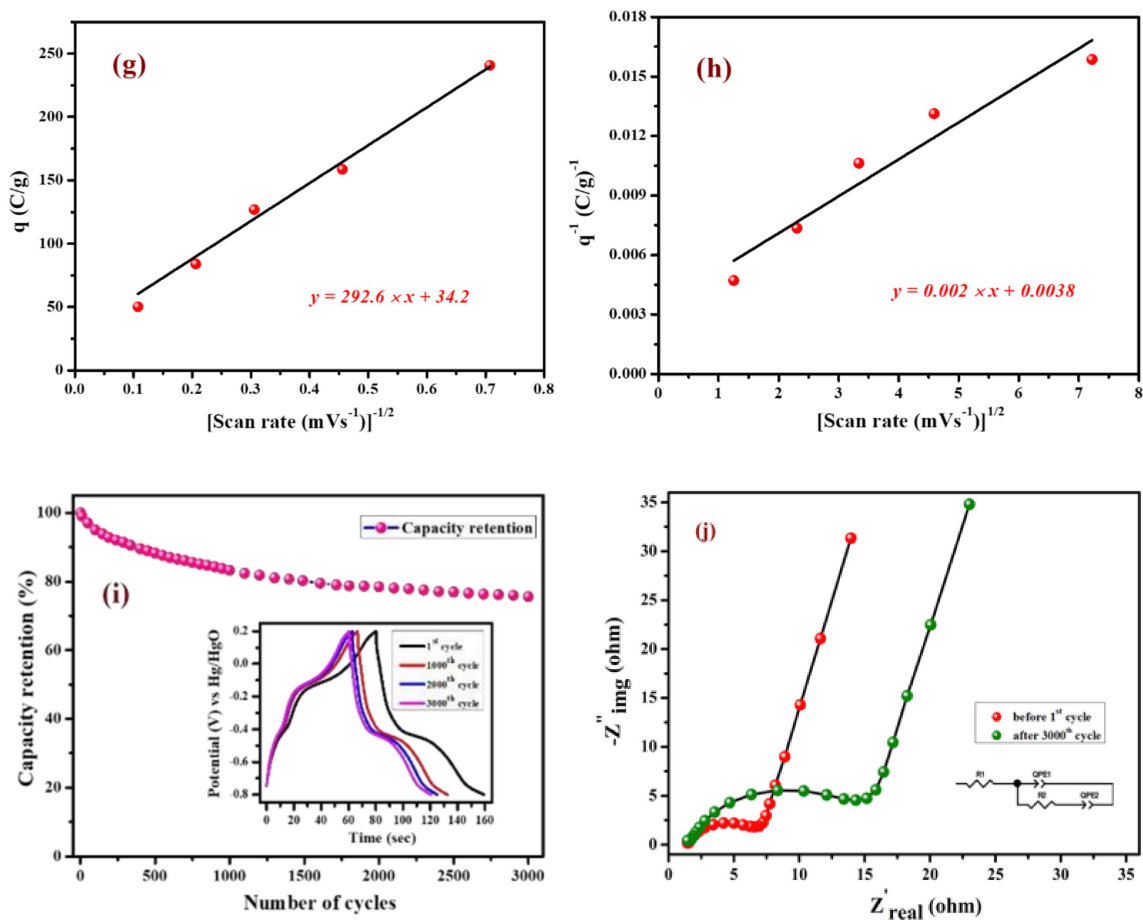 (g)
q (C/g)
250
200
150
100
50
0
y = 292.6 × x + 34.2
0.0 0.1 0.2 0.3 0.4 0.5 0.6 0.7 0.8
[Scan rate (mVs⁻¹)]⁻¹/²
(h)
q⁻¹ (C/g)⁻¹
0.018
0.015
0.012
0.009
0.006
0.003
0.000
y = 0.002 × x + 0.0038
0 1 2 3 4 5 6 7 8
[Scan rate (mVs⁻¹)]¹/²
(i)
Capacity retention (%)
100
80
60
40
20
0
Capacity retention
Potential (V) vs Hg/HgO
0.2
0.0
-0.2
-0.4
-0.6
-0.8
1ˢᵗ cycle
1000ᵗʰ cycle
2000ᵗʰ cycle
3000ᵗʰ cycle
0 20 40 60 80 100 120 140 160
Time (sec)
0 500 1000 1500 2000 2500 3000
Number of cycles
(j)
-Z''img (ohm)
35
30
25
20
15
10
5
0
before 1ˢᵗ cycle
after 3000ᵗʰ cycle
R1
QPE1
R2
QPE2
0 5 10 15 20 25 30 35
Z'real (ohm)